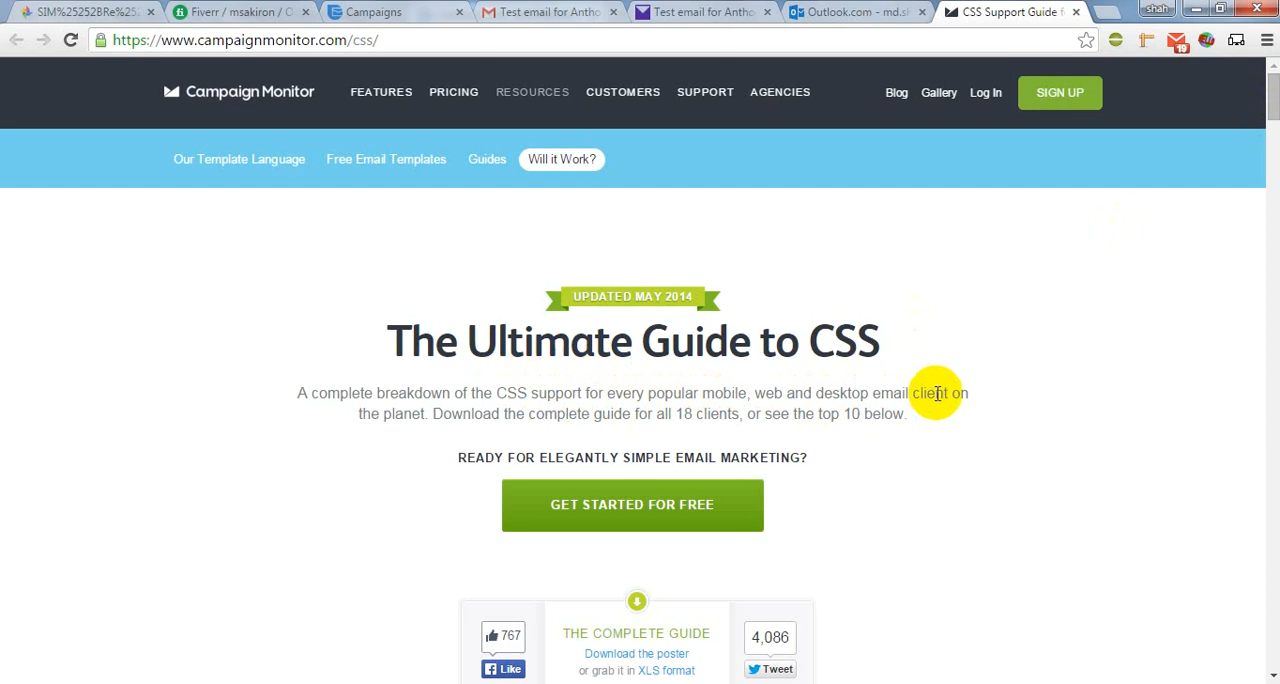 SIM%25252BRe%25.
Fiverr / msakiron / O
Campaigns
Test email for Antho
Test email for Antho
Outlook.com - md.sh
CSS Support Guide f
shah
https://www.campaignmonitor.com/css/
19
Campaign Monitor
FEATURES PRICING RESOURCES CUSTOMERS SUPPORT AGENCIES
Blog Gallery Log In SIGN UP
Our Template Language Free Email Templates Guides Will it Work?
UPDATED MAY 2014
The Ultimate Guide to CSS
A complete breakdown of the CSS support for every popular mobile, web and desktop email client on
the planet. Download the complete guide for all 18 clients, or see the top 10 below.
READY FOR ELEGANTLY SIMPLE EMAIL MARKETING?
GET STARTED FOR FREE
767
Like
THE COMPLETE GUIDE
Download the poster
or grab it in XLS format
4,086
Tweet